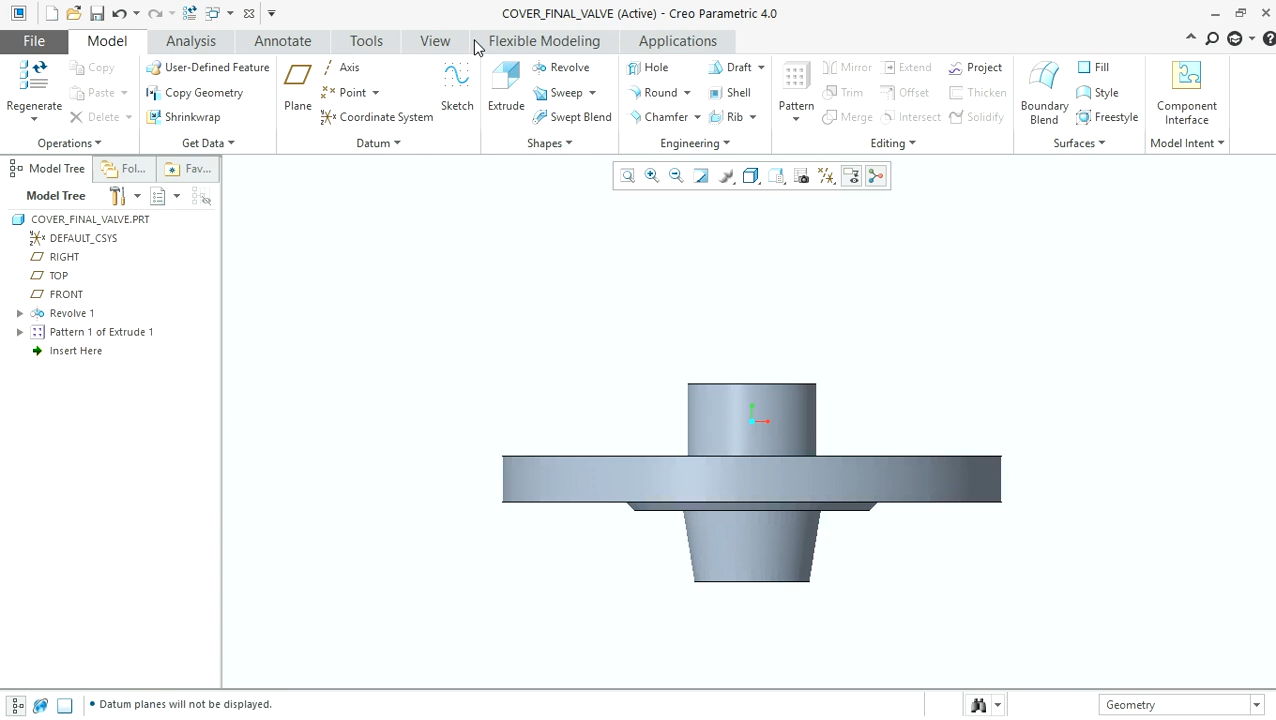 COVER_FINAL_VALVE (Active) - Creo Parametric 4.0
File Model Analysis Annotate Tools View Flexible Modeling Applications
Regenerate
Copy
Paste
Delete
Operations
User-Defined Feature
Copy Geometry
Shrinkwrap
Get Data
Plane
Axis
Point
Coordinate System
Sketch
Datum
Extrude
Revolve
Sweep
Swept Blend
Shapes
Hole
Round
Chamfer
Draft
Shell
Rib
Engineering
Pattern
Mirror
Trim
Merge
Extend
Offset
Intersect
Project
Thicken
Solidify
Editing
Boundary
Blend
Fill
Style
Freestyle
Surfaces
Component
Interface
Model Intent
Model Tree Fol... Fav...
Model Tree
COVER_FINAL_VALVE.PRT
DEFAULT_CSYS
RIGHT
TOP
FRONT
Revolve 1
Pattern 1 of Extrude 1
Insert Here
• Datum planes will not be displayed.
Geometry